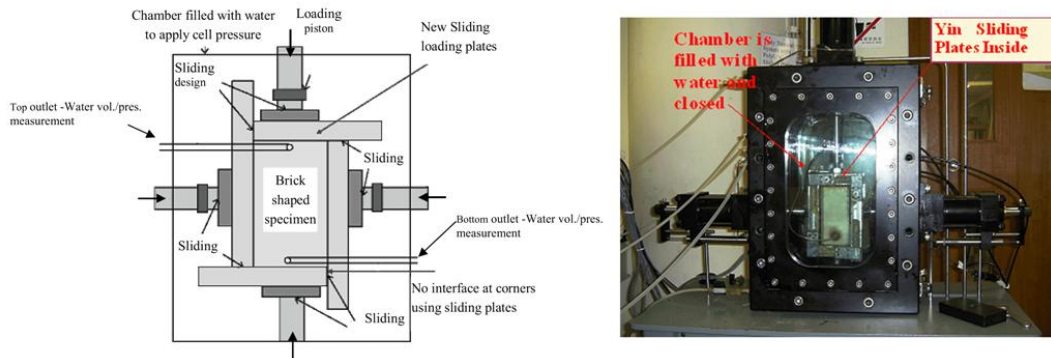 Chamber filled with water
to apply cell pressure
Loading
piston
New Sliding
loading plates
Sliding
design
Top outlet -Water vol./pres.
measurement
Sliding
Brick
shaped
specimen
Bottom outlet -Water vol./pres.
measurement
Sliding
No interface at corners
using sliding plates
Sliding
Chamber is
filled with
water and
closed
Yin Sliding
Plates Inside